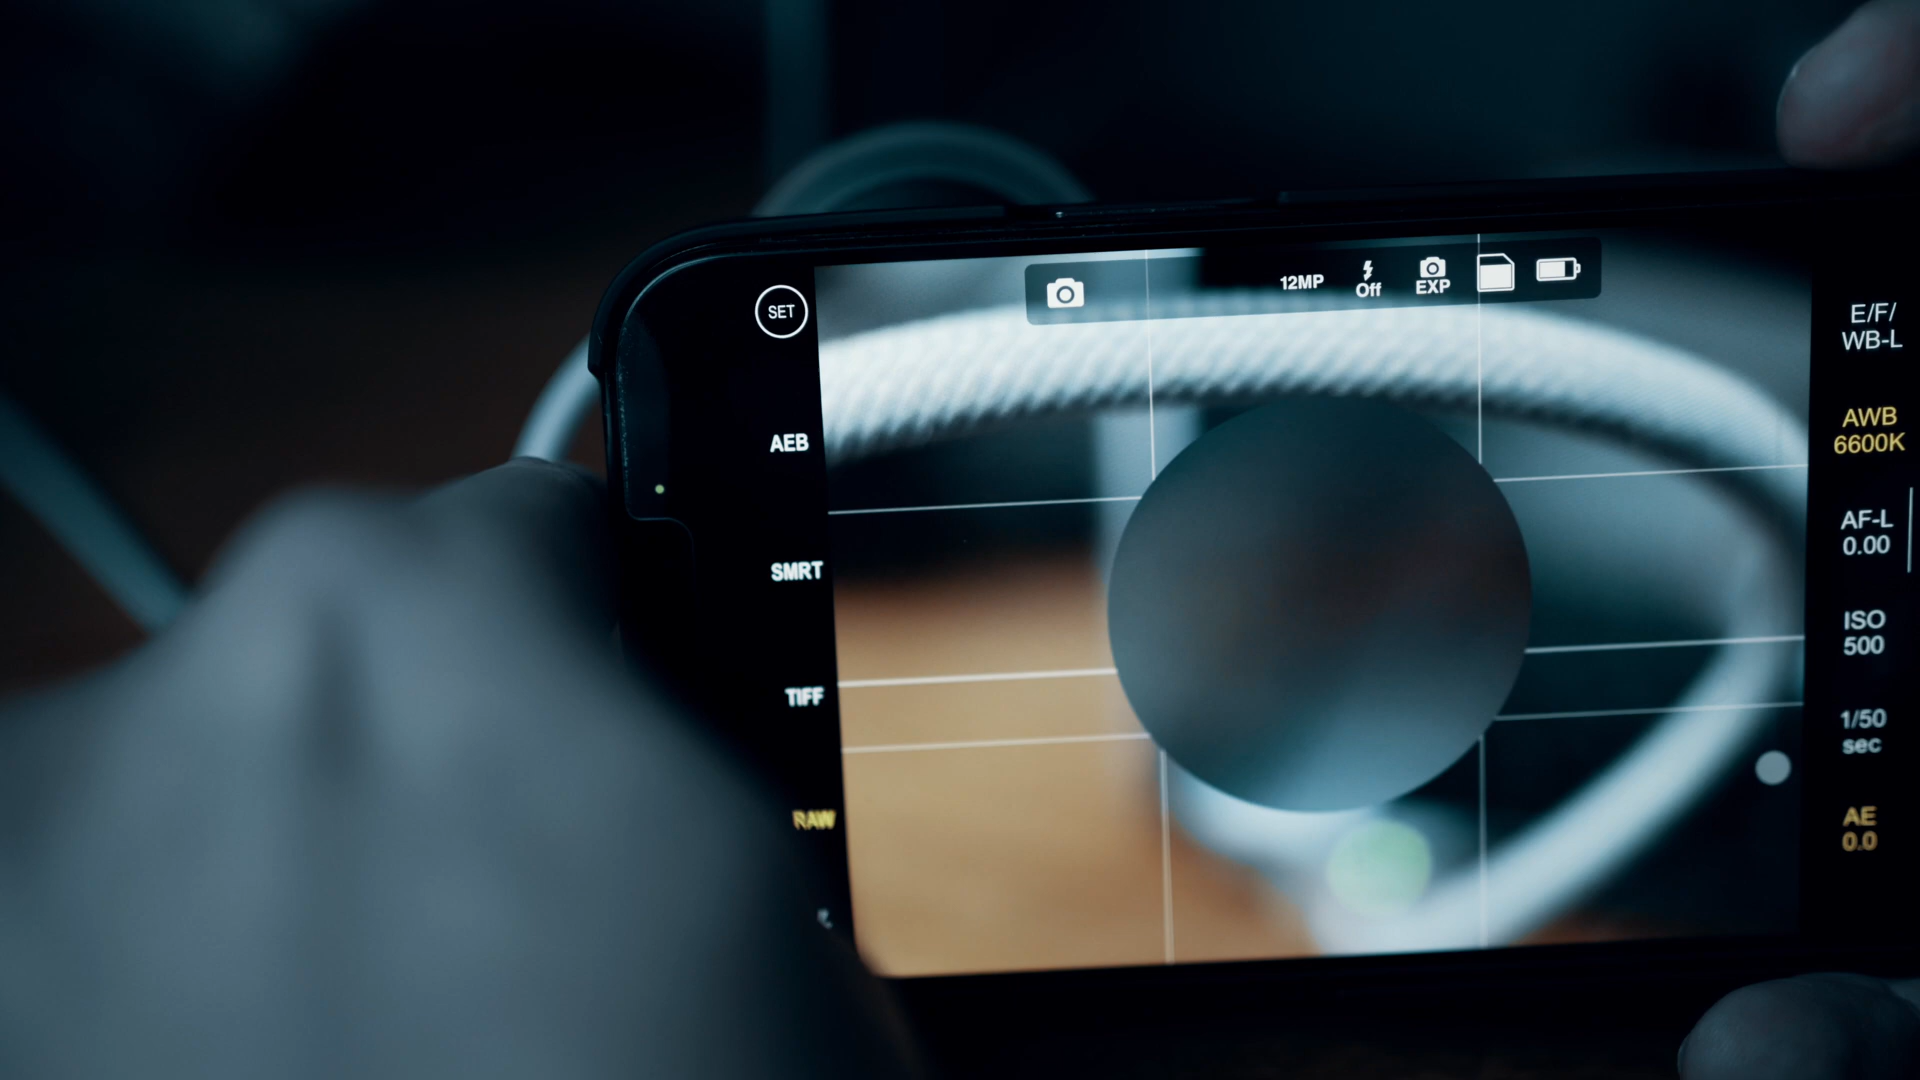 12MP
Off
EXP
SET
AEB
SMRT
TIFF
RAW
E/F/
WB-L
AWB
6600K
AF-L
0.00
ISO
500
1/50
sec
AE
0.0